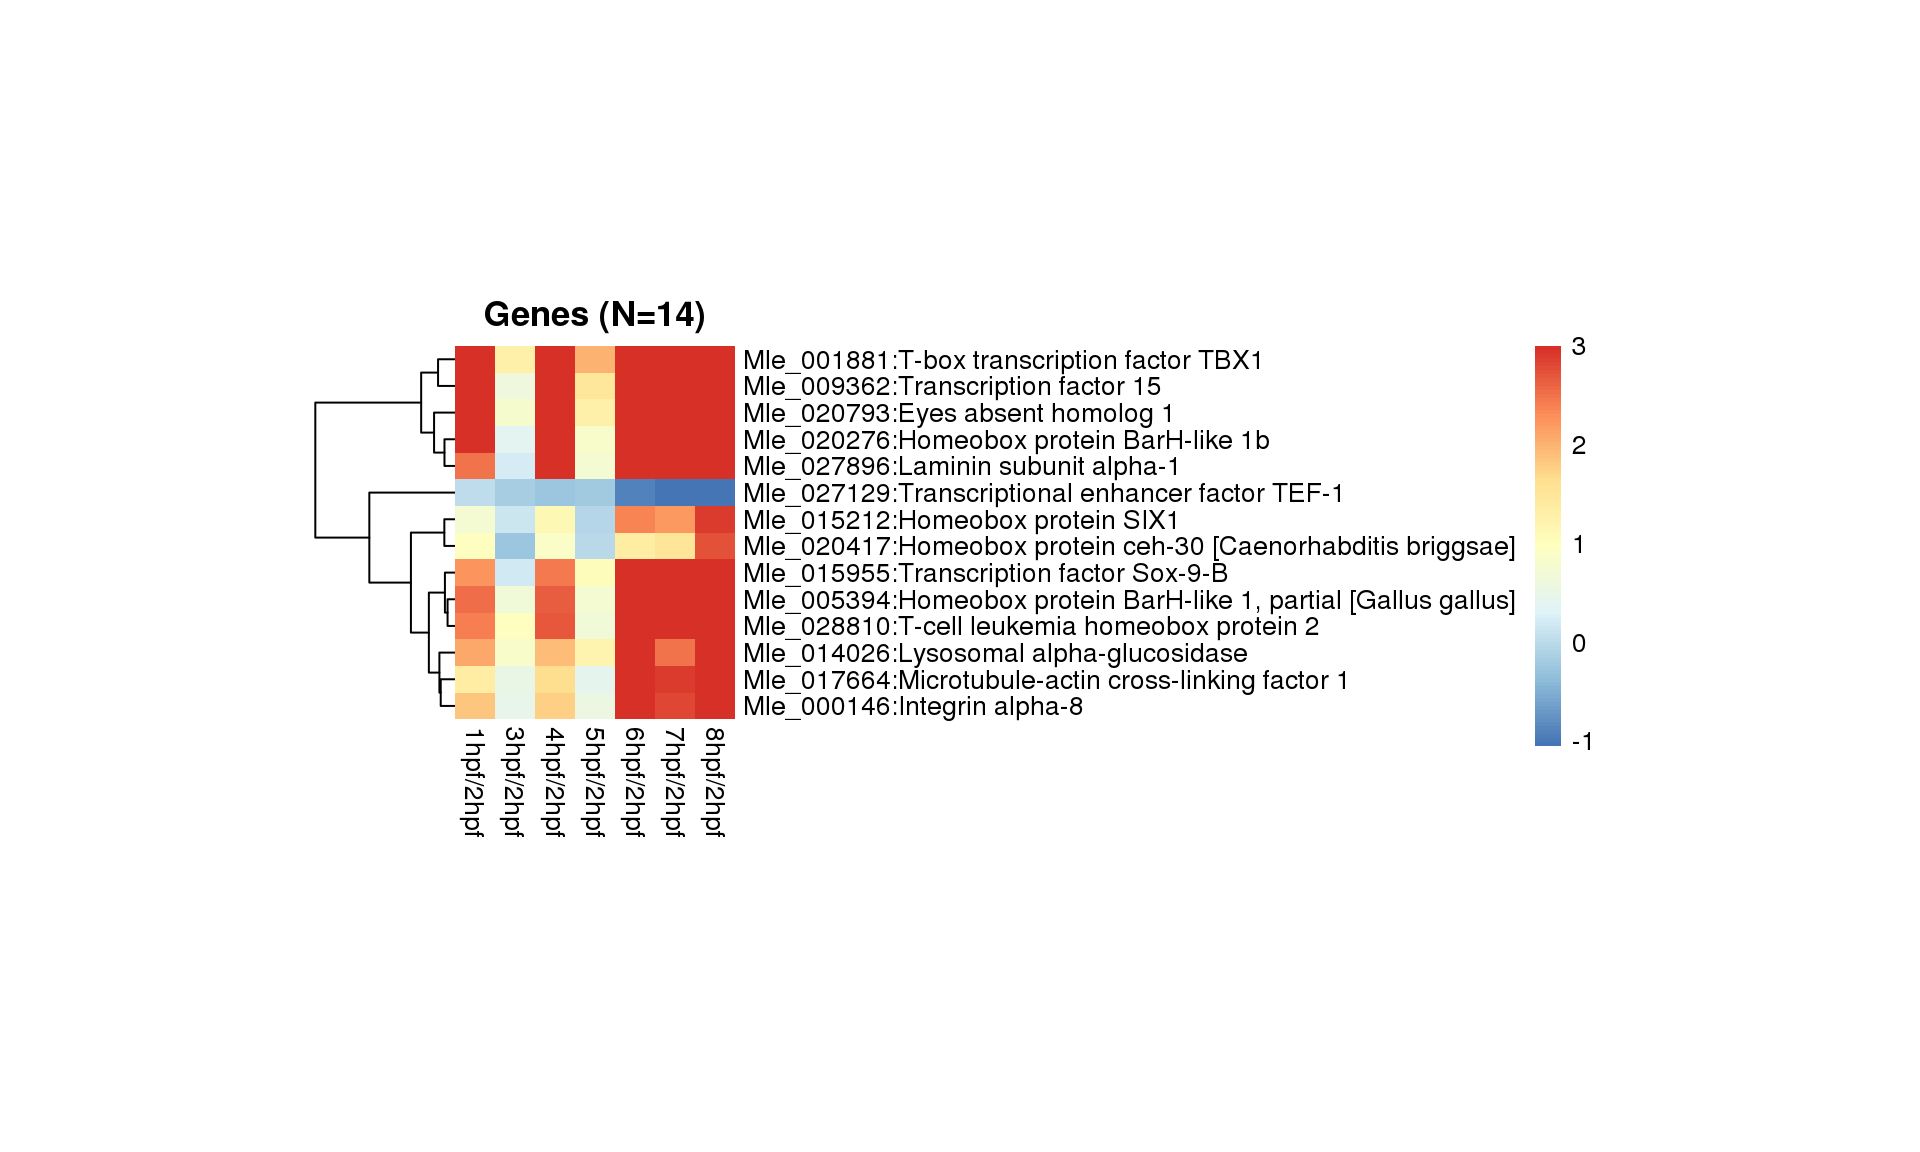 Genes (N=14)
Mle_001881:T-box transcription factor TBX1
Mle_009362:Transcription factor 15
Mle_020793:Eyes absent homolog 1
Mle_020276:Homeobox protein BarH-like 1b
Mle_027896:Laminin subunit alpha-1
Mle_027129:Transcriptional enhancer factor TEF-1
Mle_015212:Homeobox protein SIX1
Mle_020417:Homeobox protein ceh-30 [Caenorhabditis briggsae]
Mle_015955:Transcription factor Sox-9-B
Mle_005394:Homeobox protein BarH-like 1, partial [Gallus gallus]
Mle_028810:T-cell leukemia homeobox protein 2
Mle_014026:Lysosomal alpha-glucosidase
Mle_017664:Microtubule-actin cross-linking factor 1
Mle_000146:Integrin alpha-8
1hpf/2hpf
3hpf/2hpf
4hpf/2hpf
5hpf/2hpf
6hpf/2hpf
7hpf/2hpf
8hpf/2hpf
3
2
1
0
-1